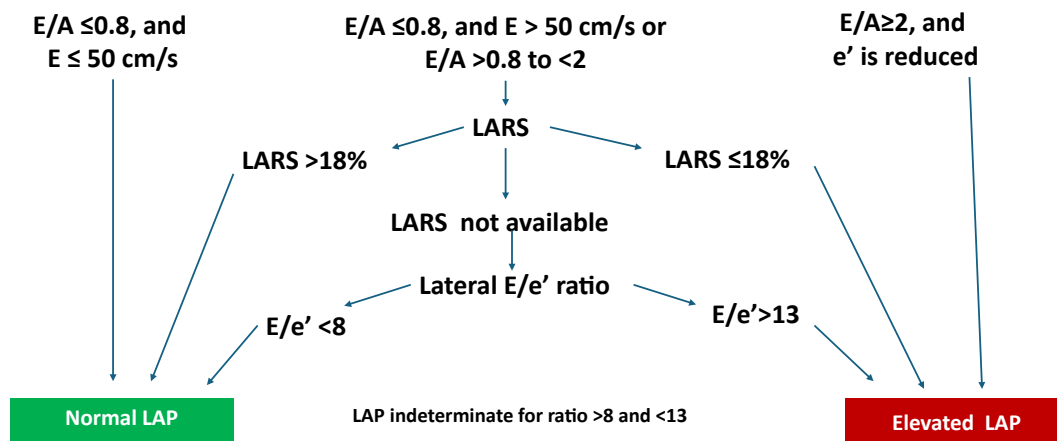 E/A ≤0.8, and
E ≤ 50 cm/s
E/A ≤0.8, and E > 50 cm/s or
E/A >0.8 to <2
E/A≥2, and
e’ is reduced
LARS
LARS >18%
LARS ≤18%
LARS  not available
Lateral E/e’ ratio
E/e’ <8
E/e’>13
Normal LAP
LAP indeterminate for ratio >8 and <13
Elevated  LAP